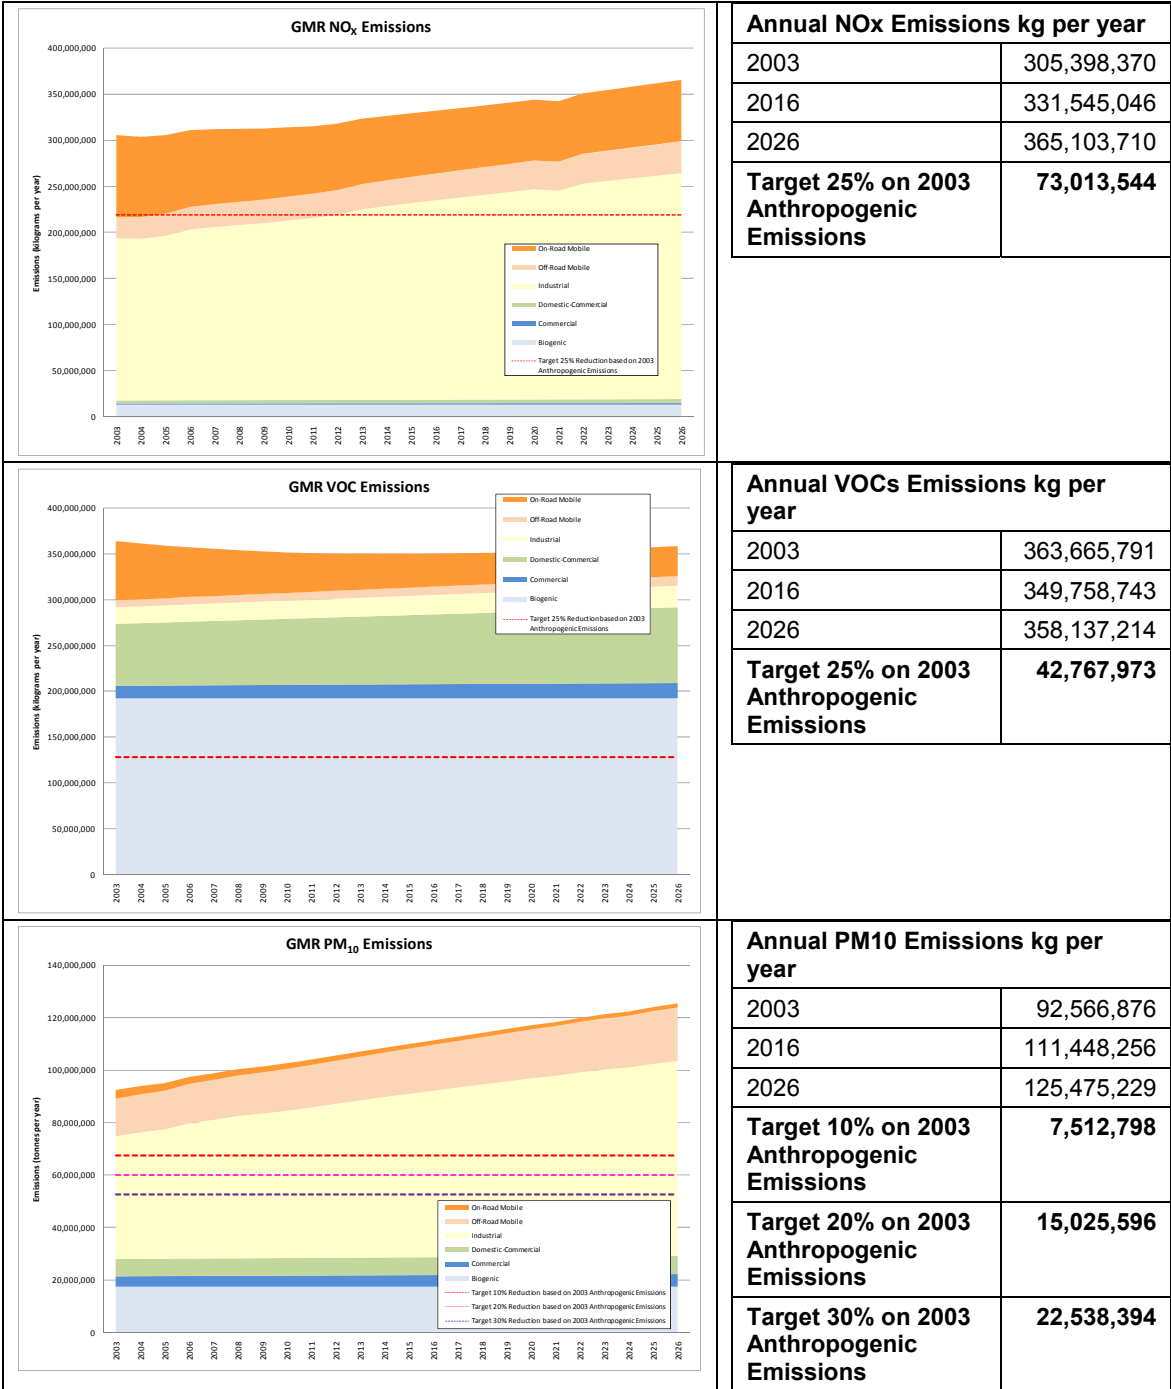 GMR NOX Emissions
400,000,000
350,000,000
300,000,000
250,000,000
200,000,000
150,000,000
100,000,000
50,000,000
0
Emissions (kilograms per year)
On-Road Mobile
Off-Road Mobile
Industrial
Domestic-Commercial
Commercial
Biogenic
Target 25% Reduction based on 2003
Anthropogenic Emissions
2003 2004 2005 2006 2007 2008 2009 2010 2011 2012 2013 2014 2015 2016 2017 2018 2019 2020 2021 2022 2023 2024 2025 2026
Annual NOx Emissions kg per year
2003 305,398,370
2016 331,545,046
2026 365,103,710
Target 25% on 2003 73,013,544
Anthropogenic
Emissions
GMR VOC Emissions
400,000,000
350,000,000
300,000,000
250,000,000
200,000,000
150,000,000
100,000,000
50,000,000
0
Emissions (kilograms per year)
On-Road Mobile
Off-Road Mobile
Industrial
Domestic-Commercial
Commercial
Biogenic
Target 25% Reduction based on 2003
Anthropogenic Emissions
2003 2004 2005 2006 2007 2008 2009 2010 2011 2012 2013 2014 2015 2016 2017 2018 2019 2020 2021 2022 2023 2024 2025 2026
Annual VOCs Emissions kg per
year
2003 363,665,791
2016 349,758,743
2026 358,137,214
Target 25% on 2003 42,767,973
Anthropogenic
Emissions
GMR PM10 Emissions
140,000,000
120,000,000
100,000,000
80,000,000
60,000,000
40,000,000
20,000,000
0
Emissions (tonnes per year)
On-Road Mobile
Off-Road Mobile
Industrial
Domestic-Commercial
Commercial
Biogenic
Target 10% Reduction based on 2003 Anthropogenic Emissions
Target 20% Reduction based on 2003 Anthropogenic Emissions
Target 30% Reduction based on 2003 Anthropogenic Emissions
2003 2004 2005 2006 2007 2008 2009 2010 2011 2012 2013 2014 2015 2016 2017 2018 2019 2020 2021 2022 2023 2024 2025 2026
Annual PM10 Emissions kg per
year
2003 92,566,876
2016 111,448,256
2026 125,475,229
Target 10% on 2003 7,512,798
Anthropogenic
Emissions
Target 20% on 2003 15,025,596
Anthropogenic
Emissions
Target 30% on 2003 22,538,394
Anthropogenic
Emissions